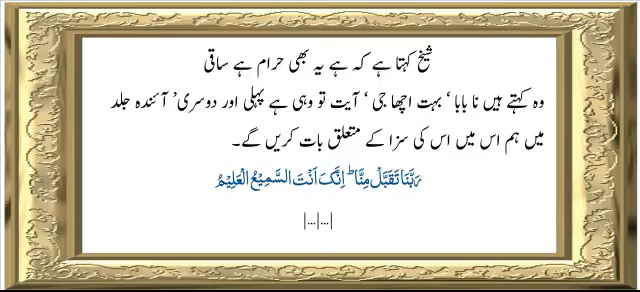 شیخ کہتا ہے کہ ہے یہ بھی حرام ہے ساقی
وہ کہتے ہیں نا بابا ‘ بہت اچھا جی ‘ آیت تو وہی ہے پہلی اور دوسری’ آئندہ جلد
میں ہم اس میں اس کی سزا کے متعلق بات کریں گے۔
رَبَّنَا تَقَبَّلْ مِنَّا ؕ اِنَّکَ اَنْتَ السَّمِیْعُ الْعَلِیْمُ
|...|...|